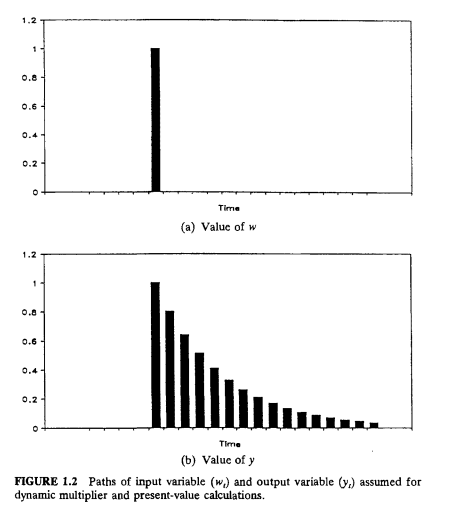 1.2
1
0.8
0.6
0.4
0.2
0
Time
(a) Value of w
1.2
1
0.8
0.6
0.4
0.2
0
Time
(b) Value of y
FIGURE 1.2 Paths of input variable (wₜ) and output variable (yₜ) assumed for
dynamic multiplier and present-value calculations.